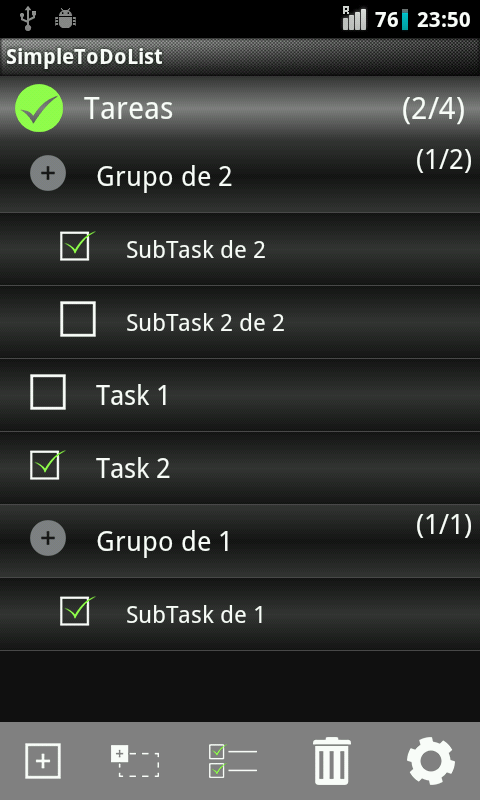 R 76 23:50
SimpleToDoList
Tareas (2/4)
Grupo de 2 (1/2)
SubTask de 2
SubTask 2 de 2
Task 1
Task 2
Grupo de 1 (1/1)
SubTask de 1